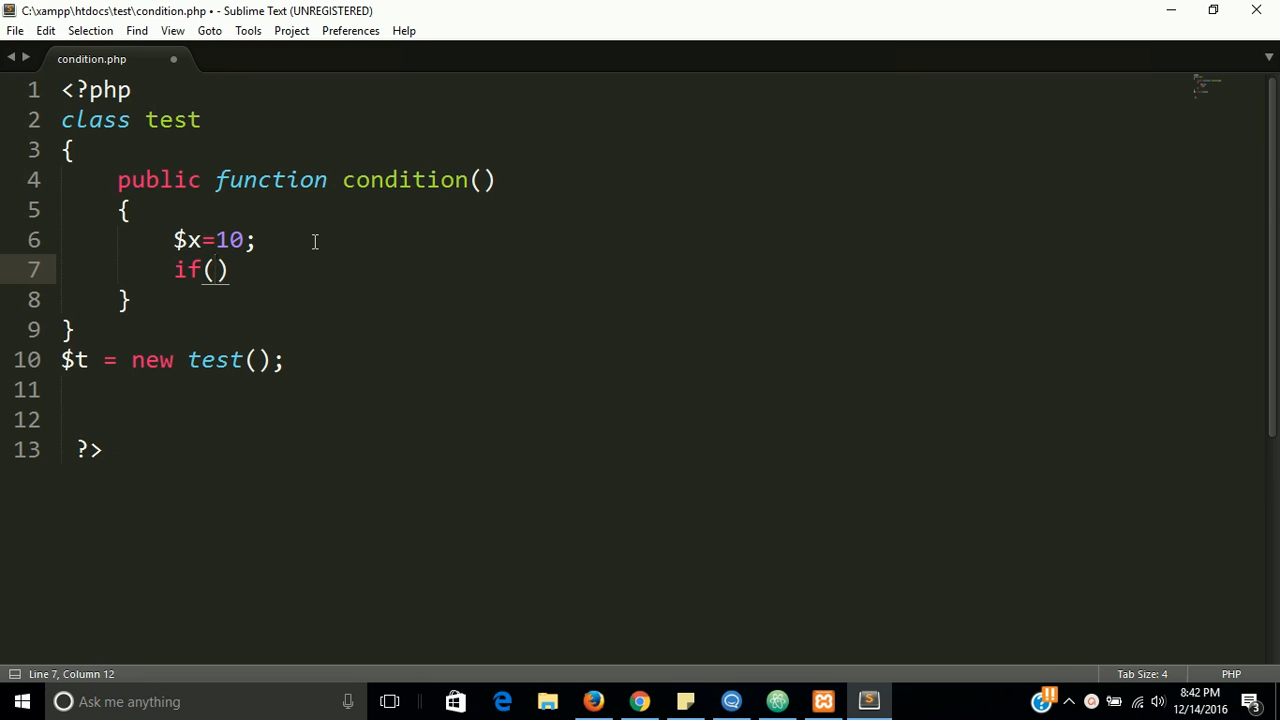 C:\xampp\htdocs\test\condition.php • - Sublime Text (UNREGISTERED)
File Edit Selection Find View Goto Tools Project Preferences Help
condition.php
1 <?php
2 class test
3 {
4 public function condition()
5 {
6 $x=10;
7 if()
8 }
9 }
10 $t = new test();
11
12
13 ?>
Line 7, Column 12 Tab Size: 4 PHP
Ask me anything
8:42 PM
12/14/2016
3